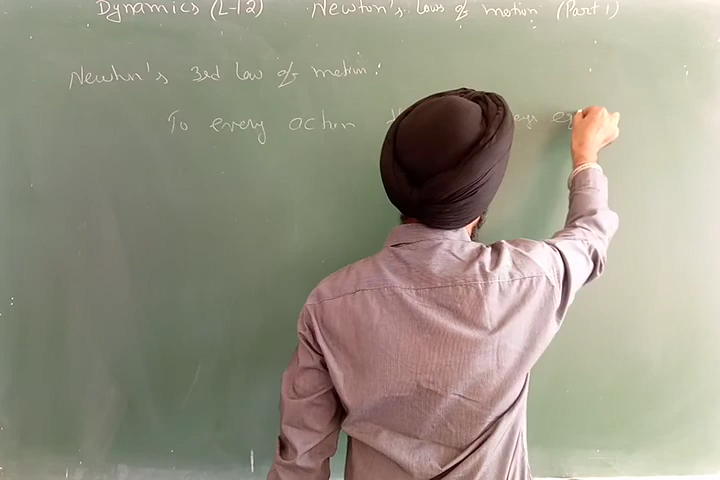 Dynamics (L-12) Newton's laws of motion (Part 1)
Newton's 3rd law of motion.
To every action